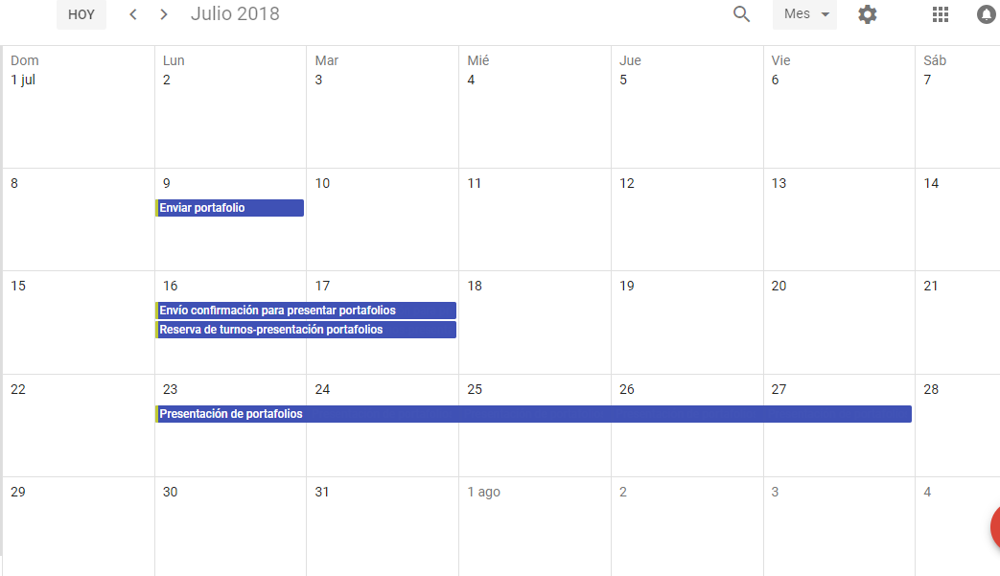 HOY Julio 2018 Mes
Dom Lun Mar Mié Jue Vie Sáb
1 jul 2 3 4 5 6 7
8 9 10 11 12 13 14
Enviar portafolio
15 16 17 18 19 20 21
Envío confirmación para presentar portafolios
Reserva de turnos-presentación portafolios
22 23 24 25 26 27 28
Presentación de portafolios
29 30 31 1 ago 2 3 4